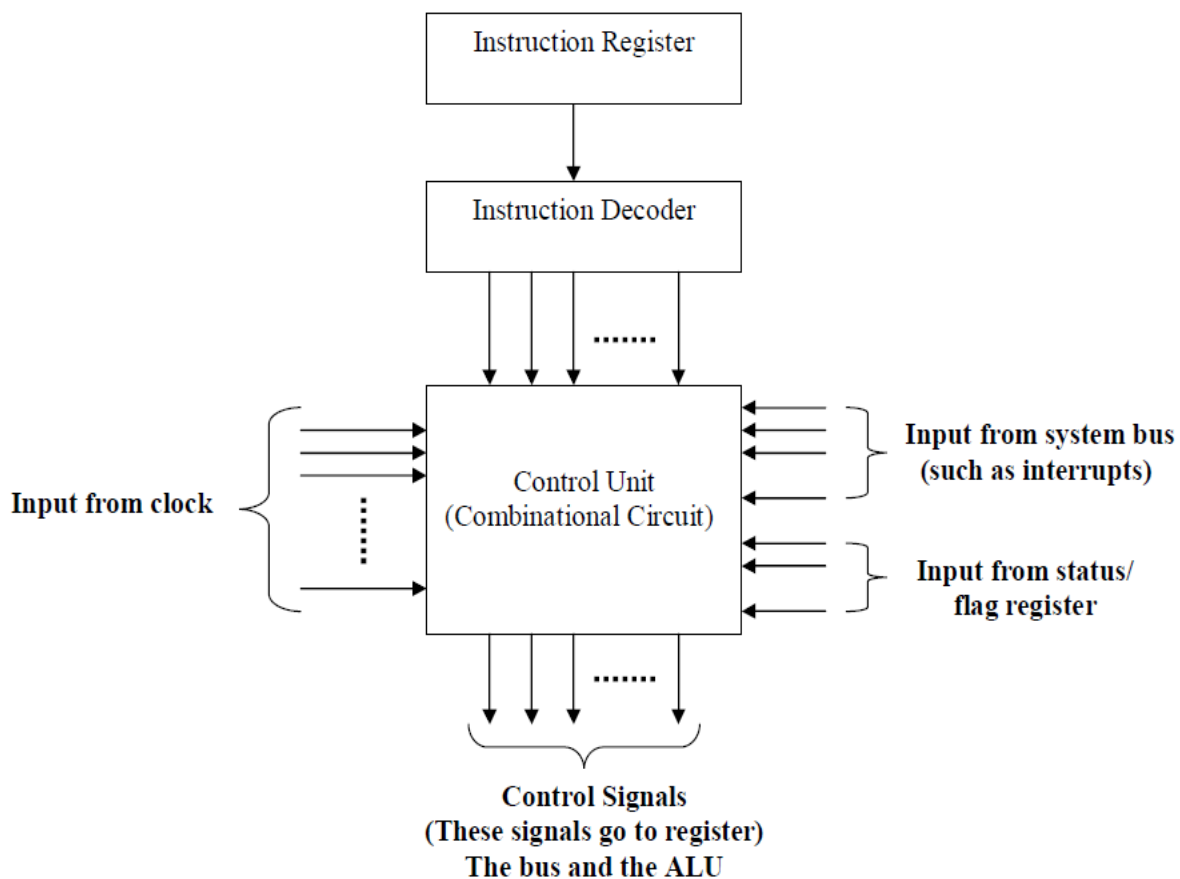 Instruction Register
Instruction Decoder
Input from clock
Control Unit
(Combinational Circuit)
Input from system bus
(such as interrupts)
Input from status/
flag register
Control Signals
(These signals go to register)
The bus and the ALU